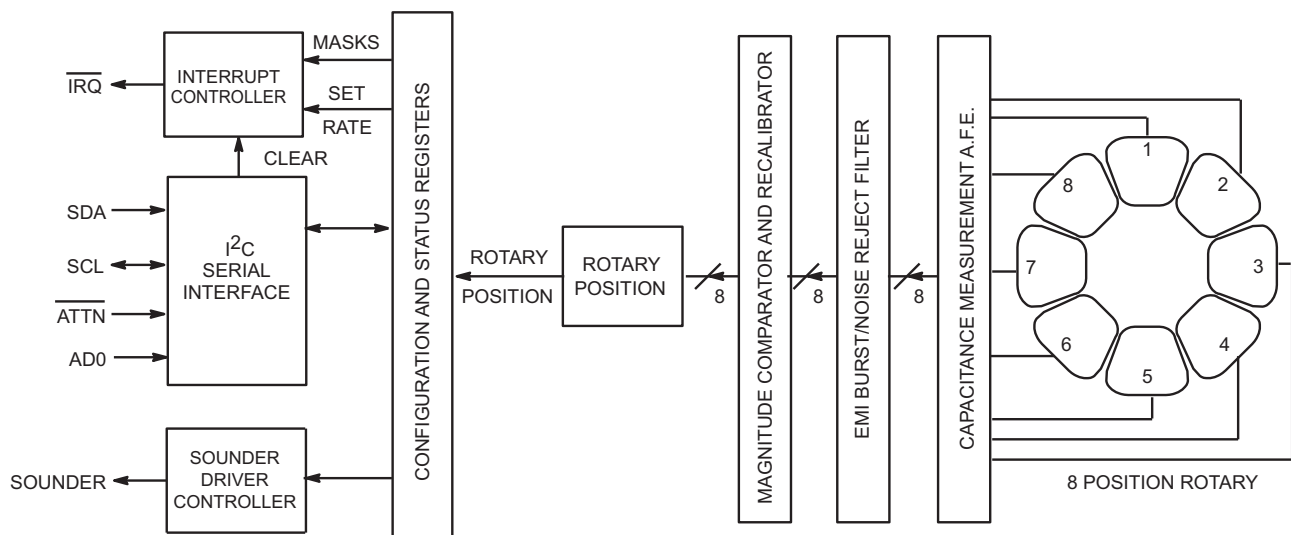 INTERRUPT
CONTROLLER
IRQ
MASKS
SET
RATE
CLEAR
SDA
SCL
ATTN
AD0
I2C
SERIAL
INTERFACE
SOUNDER
SOUNDER
DRIVER
CONTROLLER
CONFIGURATION AND STATUS REGISTERS
ROTARY
POSITION
ROTARY
POSITION
8
MAGNITUDE COMPARATOR AND RECALIBRATOR
8
EMI BURST/NOISE REJECT FILTER
8
CAPACITANCE MEASUREMENT A.F.E.
1
2
3
4
5
6
7
8
8 POSITION ROTARY